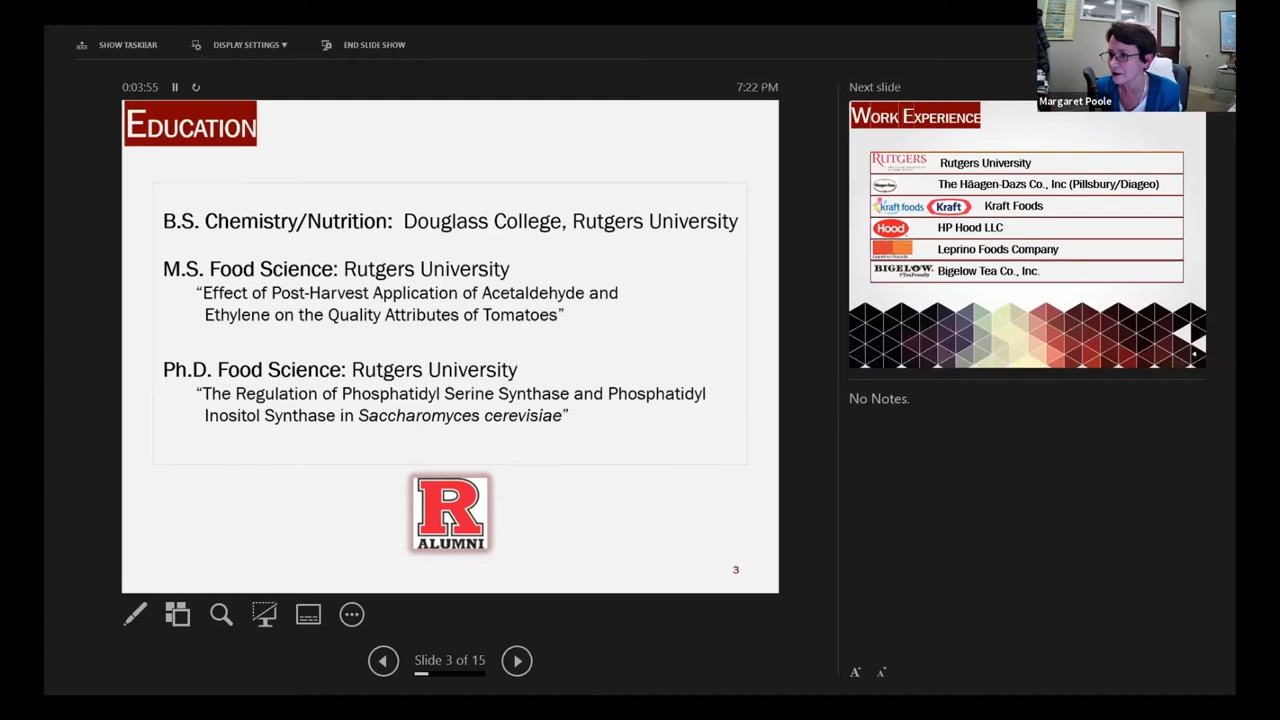 SHOW TASKBAR
DISPLAY SETTINGS ▾
END SLIDE SHOW
Margaret Poole
0:03:55
7:22 PM
EDUCATION
B.S. Chemistry/Nutrition: Douglass College, Rutgers University
M.S. Food Science: Rutgers University
“Effect of Post-Harvest Application of Acetaldehyde and
Ethylene on the Quality Attributes of Tomatoes”
Ph.D. Food Science: Rutgers University
“The Regulation of Phosphatidyl Serine Synthase and Phosphatidyl
Inositol Synthase in Saccharomyces cerevisiae”
R
ALUMNI
3
Slide 3 of 15
Next slide
WORK EXPERIENCE
RUTGERS Rutgers University
The Häagen-Dazs Co., Inc (Pillsbury/Diageo)
kraft foods Kraft Kraft Foods
Hood HP Hood LLC
Leprino Foods Leprino Foods Company
BIGELOW Bigelow Tea Co., Inc.
4
No Notes.
A A